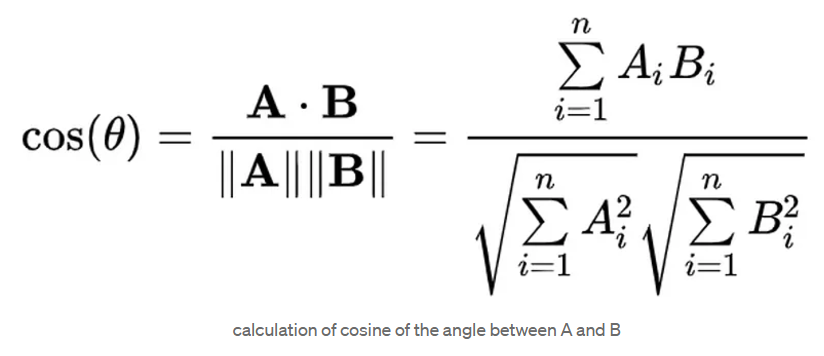 cos(θ) = A · B / ‖A‖‖B‖ = ∑_{i=1}^{n} A_i B_i / √(∑_{i=1}^{n} A_i^2) √(∑_{i=1}^{n} B_i^2)
calculation of cosine of the angle between A and B